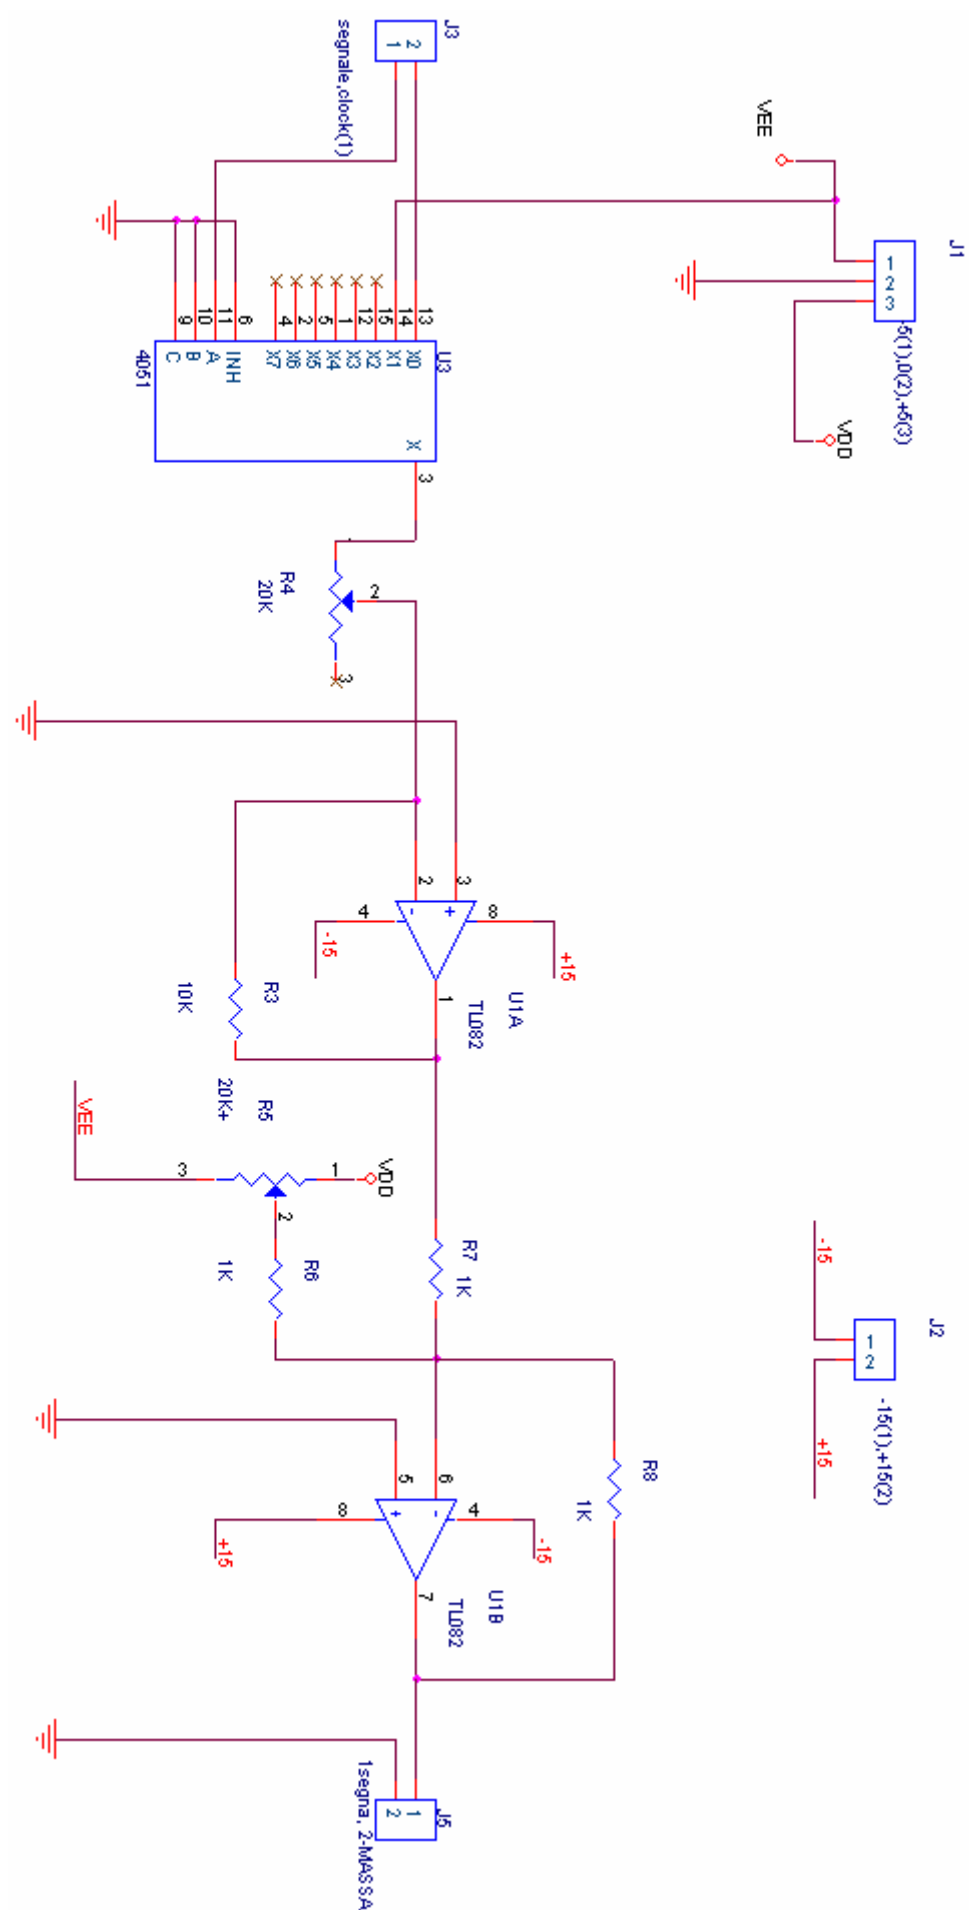 J3
2
1
segnale,clock(1)
VEE
J1
1
2
3
-5(1),0(2),+5(3)
VDD
9
10
11
6
4
2
5
1
12
15
14
13
C
B
A
INH
X7
X6
X5
X4
X3
X2
X1
X0
U3
4051
X
3
R4
20K
2
3
2
3
4
8
-15
+15
-
+
1
U1A
TL082
R3
10K
R5
20K+
VEE
3
1
VDD
2
R6
1K
R7
1K
-15
J2
1
2
-15(1),+15(2)
+15
R8
1K
5
6
8
4
+
-
+15
-15
7
U1B
TL082
J5
1
2
1segna, 2-MASSA